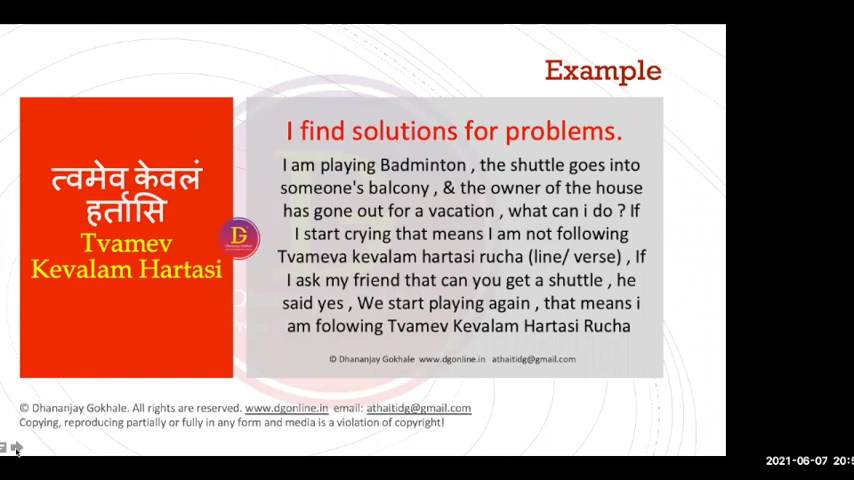 Example
त्वमेव केवलं
हर्तासि
Tvamev
Kevalam Hartasi
I find solutions for problems.
I am playing Badminton , the shuttle goes into
someone's balcony , & the owner of the house
has gone out for a vacation , what can i do ? If
I start crying that means I am not following
Tvameva kevalam hartasi rucha (line/ verse) , If
I ask my friend that can you get a shuttle , he
said yes , We start playing again , that means i
am folowing Tvamev Kevalam Hartasi Rucha
© Dhananjay Gokhale www.dgonline.in athaitidg@gmail.com
© Dhananjay Gokhale. All rights are reserved. www.dgonline.in email: athaitidg@gmail.com
Copying, reproducing partially or fully in any form and media is a violation of copyright!
2021-06-07 20:5